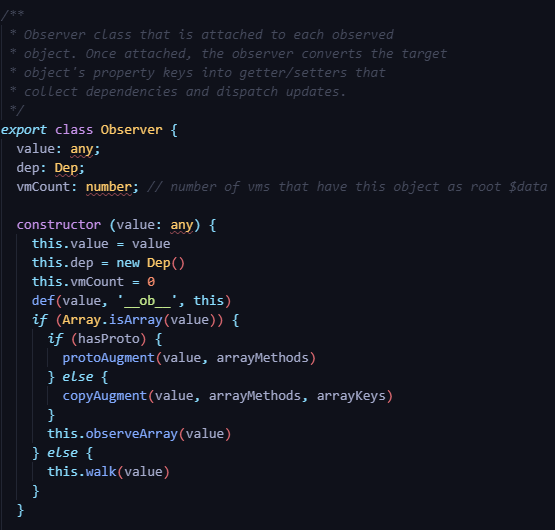 /**
 * Observer class that is attached to each observed
 * object. Once attached, the observer converts the target
 * object's property keys into getter/setters that
 * collect dependencies and dispatch updates.
 */
export class Observer {
  value: any;
  dep: Dep;
  vmCount: number; // number of vms that have this object as root $data

  constructor (value: any) {
    this.value = value
    this.dep = new Dep()
    this.vmCount = 0
    def(value, '__ob__', this)
    if (Array.isArray(value)) {
      if (hasProto) {
        protoAugment(value, arrayMethods)
      } else {
        copyAugment(value, arrayMethods, arrayKeys)
      }
      this.observeArray(value)
    } else {
      this.walk(value)
    }
  }